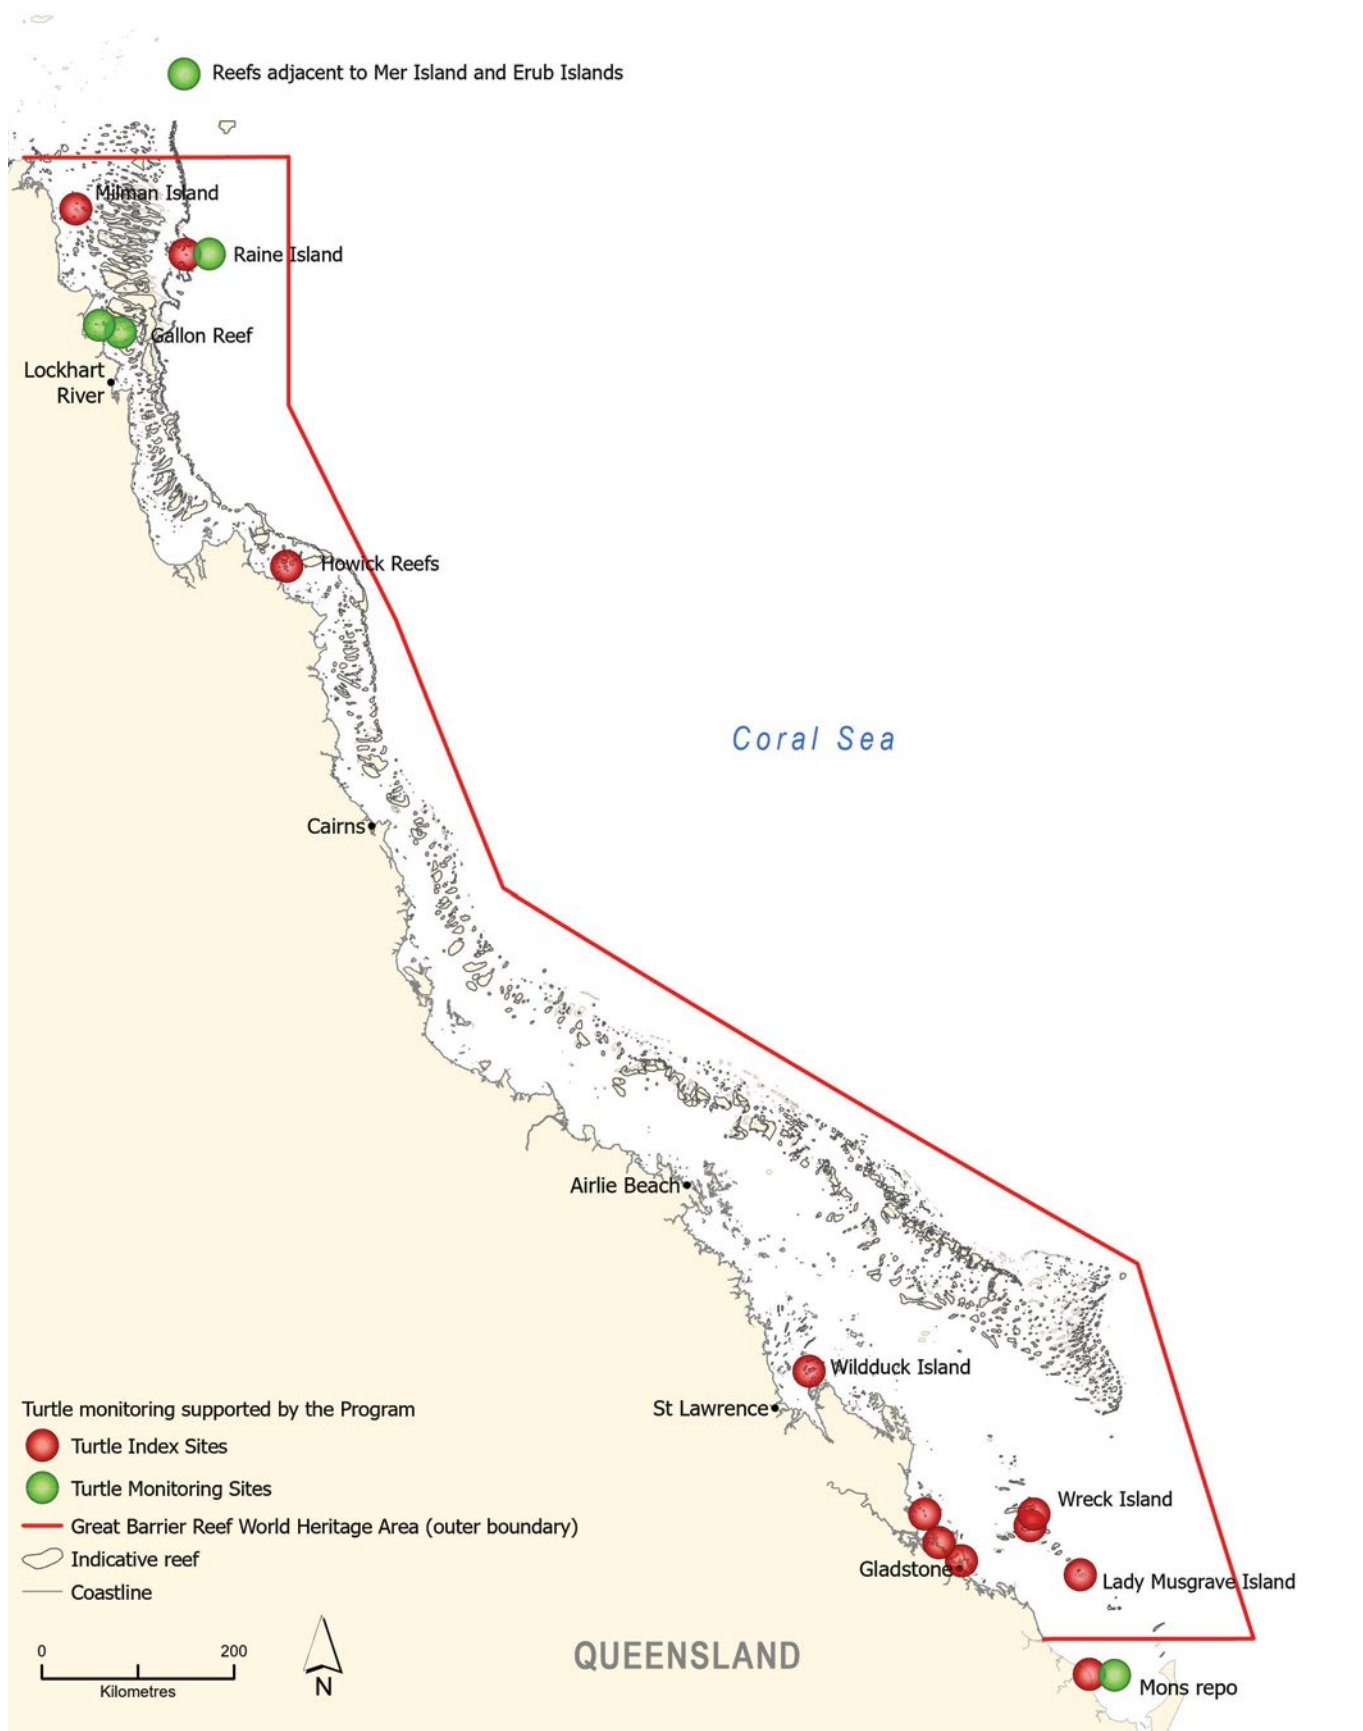 Reefs adjacent to Mer Island and Erub Islands
Milman Island
Raine Island
Gallon Reef
Lockhart
River
Howick Reefs
Coral Sea
Cairns
Airlie Beach
Wildduck Island
St Lawrence
Wreck Island
Gladstone
Lady Musgrave Island
Mons repo
QUEENSLAND
Turtle monitoring supported by the Program
Turtle Index Sites
Turtle Monitoring Sites
Great Barrier Reef World Heritage Area (outer boundary)
Indicative reef
Coastline
0 200
Kilometres
N